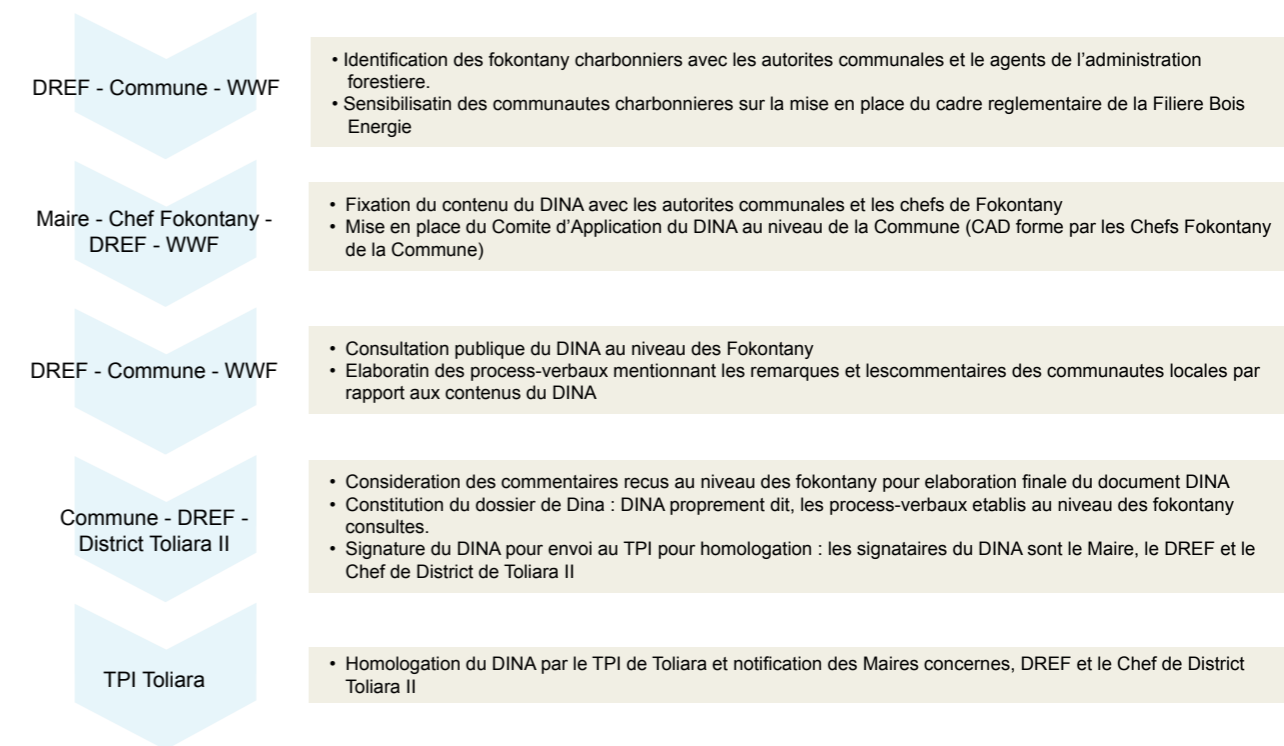 DREF - Commune - WWF
• Identification des fokontany charbonniers avec les autorites communales et le agents de l'administration
forestiere.
• Sensibilisatin des communautes charbonnieres sur la mise en place du cadre reglementaire de la Filiere Bois
Energie
Maire - Chef Fokontany -
DREF - WWF
• Fixation du contenu du DINA avec les autorites communales et les chefs de Fokontany
• Mise en place du Comite d'Application du DINA au niveau de la Commune (CAD forme par les Chefs Fokontany
de la Commune)
DREF - Commune - WWF
• Consultation publique du DINA au niveau des Fokontany
• Elaboratin des process-verbaux mentionnant les remarques et lescommentaires des communautes locales par
rapport aux contenus du DINA
Commune - DREF -
District Toliara II
• Consideration des commentaires recus au niveau des fokontany pour elaboration finale du document DINA
• Constitution du dossier de Dina : DINA proprement dit, les process-verbaux etablis au niveau des fokontany
consultes.
• Signature du DINA pour envoi au TPI pour homologation : les signataires du DINA sont le Maire, le DREF et le
Chef de District de Toliara II
TPI Toliara
• Homologation du DINA par le TPI de Toliara et notification des Maires concernes, DREF et le Chef de District
Toliara II